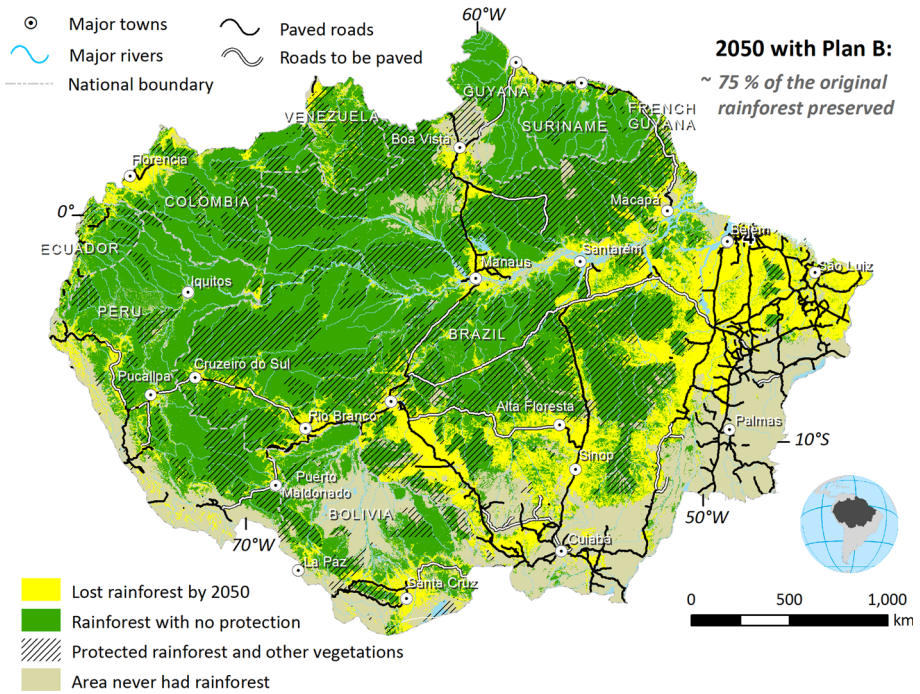 Major towns
Major rivers
National boundary
Paved roads
Roads to be paved
60°W
2050 with Plan B:
~ 75 % of the original
rainforest preserved
GUYANA
VENEZUELA
SURINAME
FRENCH
GUYANA
Boa Vista
Florencia
COLOMBIA
Macapá
0°
ECUADOR
Belém
Santarém
São Luiz
Manaus
Iquitos
PERU
BRAZIL
Cruzeiro do Sul
Pucallpa
Alta Floresta
Rio Branco
Palmas
10°S
Sinop
Puerto
Maldonado
BOLIVIA
50°W
70°W
Cuiabá
La Paz
Santa Cruz
Lost rainforest by 2050
Rainforest with no protection
Protected rainforest and other vegetations
Area never had rainforest
0 500 1,000
km